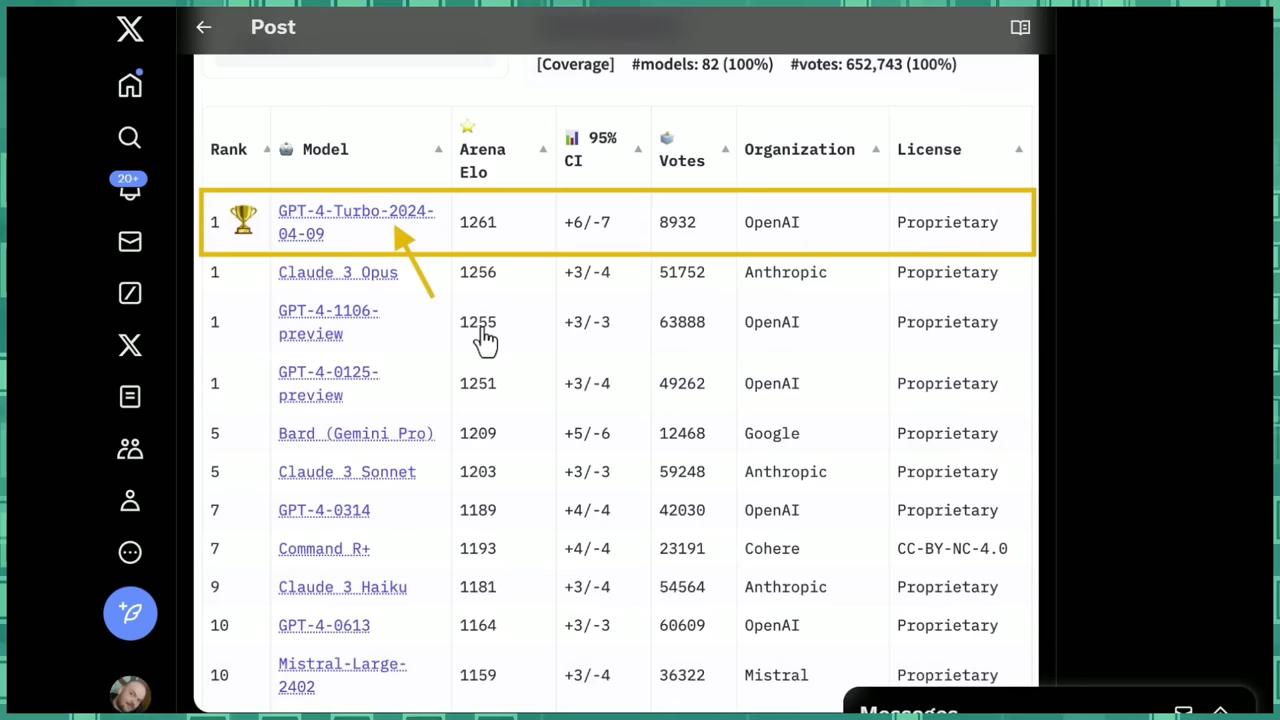 Post
[Coverage] #models: 82 (100%) #votes: 652,743 (100%)
Rank Model Arena Elo 95% CI Votes Organization License
20+
1 GPT-4-Turbo-2024-04-09 1261 +6/-7 8932 OpenAI Proprietary
1 Claude 3 Opus 1256 +3/-4 51752 Anthropic Proprietary
1 GPT-4-1106-preview 1255 +3/-3 63888 OpenAI Proprietary
1 GPT-4-0125-preview 1251 +3/-4 49262 OpenAI Proprietary
5 Bard (Gemini Pro) 1209 +5/-6 12468 Google Proprietary
5 Claude 3 Sonnet 1203 +3/-3 59248 Anthropic Proprietary
7 GPT-4-0314 1189 +4/-4 42030 OpenAI Proprietary
7 Command R+ 1193 +4/-4 23191 Cohere CC-BY-NC-4.0
9 Claude 3 Haiku 1181 +3/-3 54564 Anthropic Proprietary
10 GPT-4-0613 1164 +3/-3 60609 OpenAI Proprietary
10 Mistral-Large-2402 1159 +3/-4 36322 Mistral Proprietary
Messages